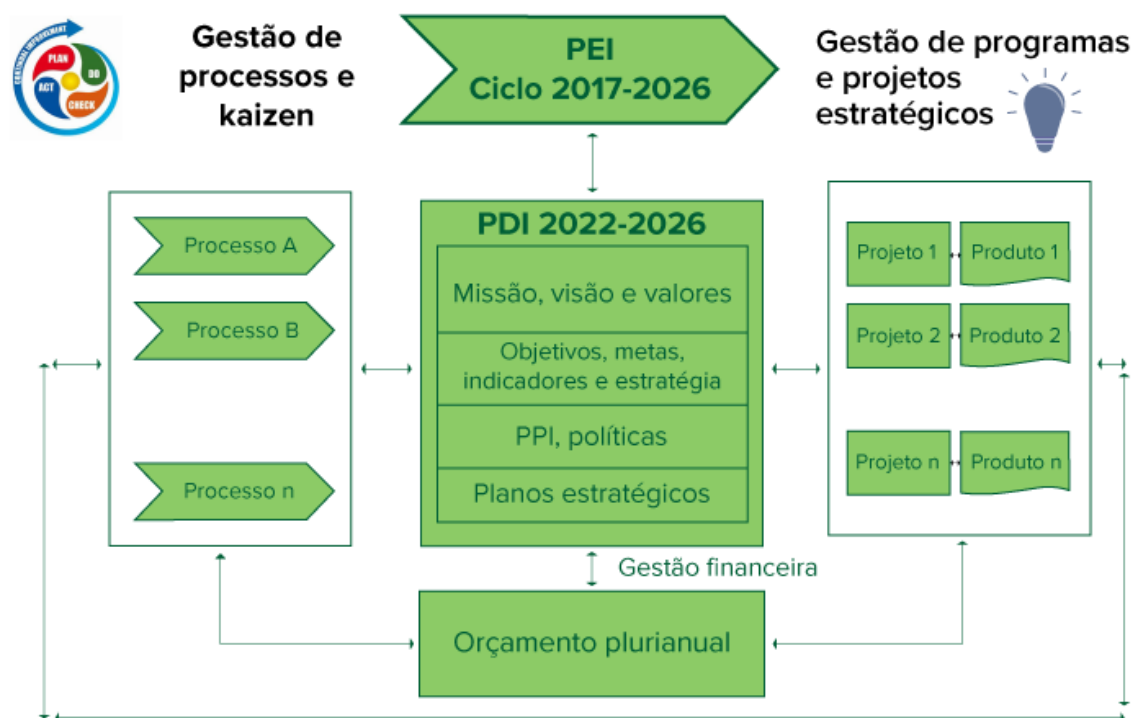 CONTINUAL IMPROVEMENT
PLAN
DO
ACT
CHECK
Gestão de
processos e
kaizen
PEI
Ciclo 2017-2026
Gestão de programas
e projetos
estratégicos
Processo A
Processo B
Processo n
PDI 2022-2026
Missão, visão e valores
Objetivos, metas,
indicadores e estratégia
PPI, políticas
Planos estratégicos
Projeto 1
Produto 1
Projeto 2
Produto 2
Projeto n
Produto n
Gestão financeira
Orçamento plurianual